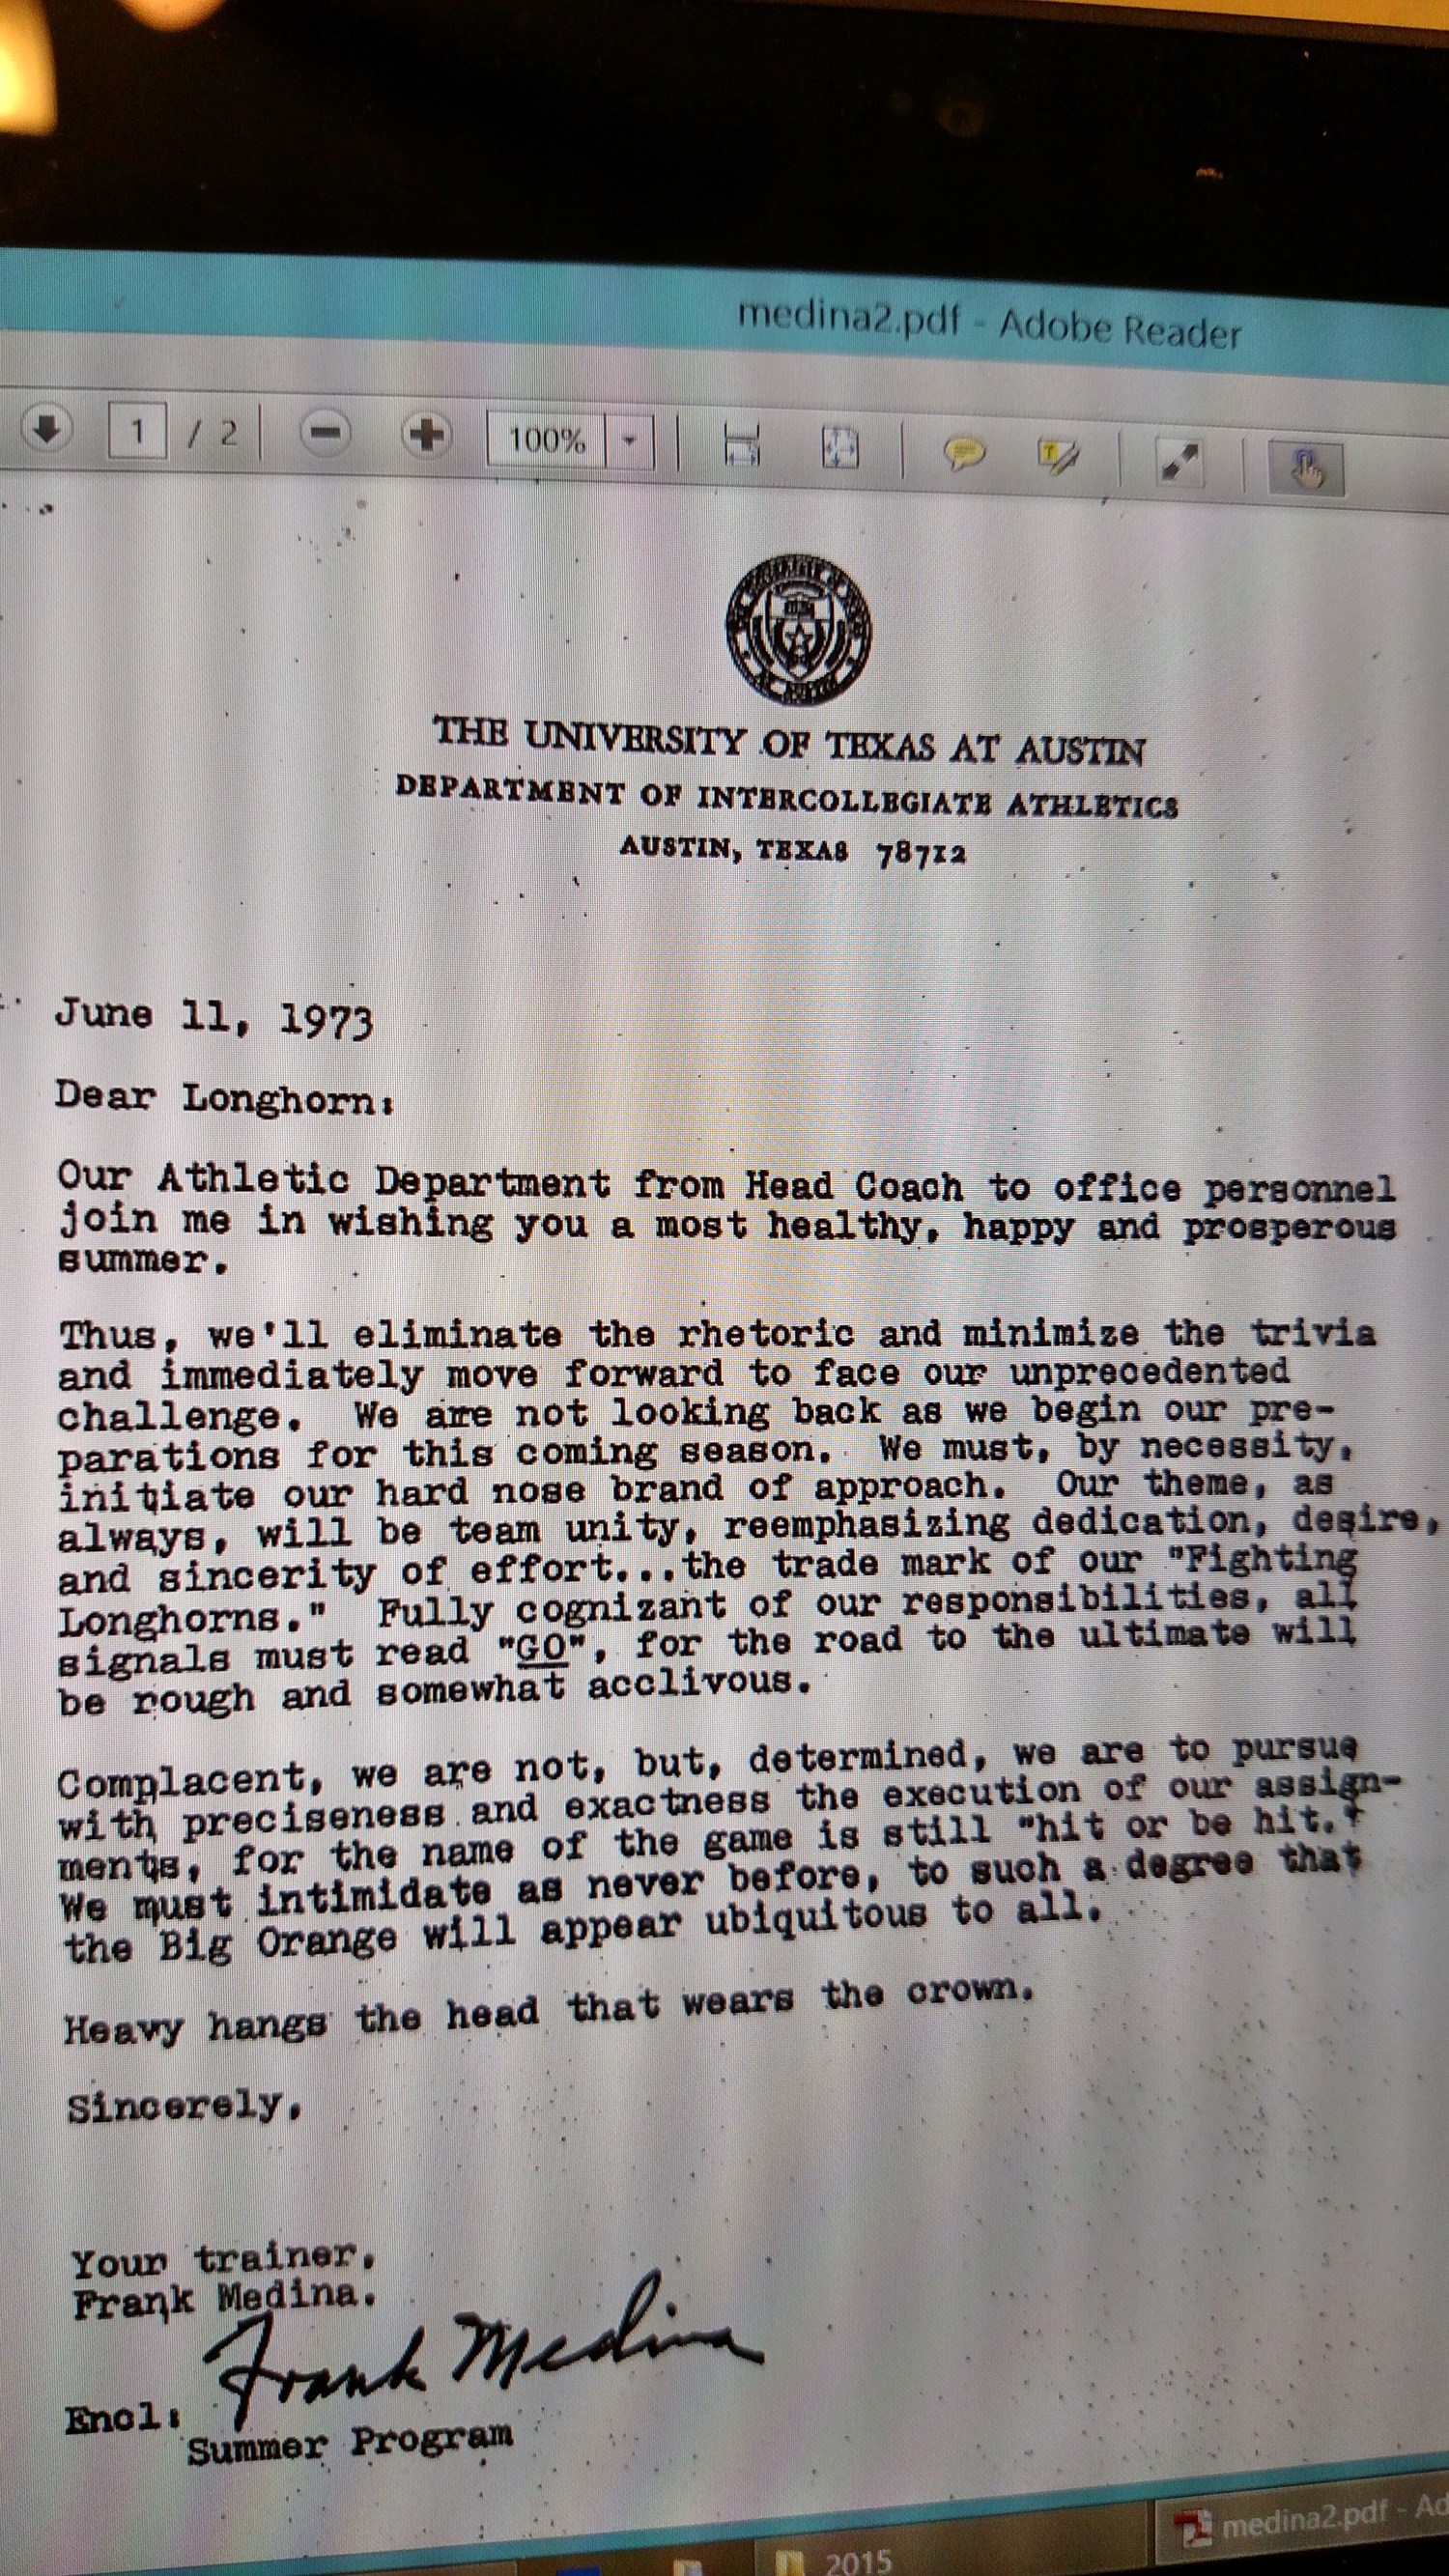 medina2.pdf - Adobe Reader
1 / 2 100%
THE UNIVERSITY OF TEXAS AT AUSTIN
DEPARTMENT OF INTERCOLLEGIATE ATHLETICS
AUSTIN, TEXAS 78712
June 11, 1973
Dear Longhorn:
Our Athletic Department from Head Coach to office personnel
join me in wishing you a most healthy, happy and prosperous
summer.
Thus, we'll eliminate the rhetoric and minimize the trivia
and immediately move forward to face our unprecedented
challenge. We are not looking back as we begin our pre-
parations for this coming season. We must, by necessity,
initiate our hard nose brand of approach. Our theme, as
always, will be team unity, reemphasizing dedication, desire,
and sincerity of effort...the trade mark of our "Fighting
Longhorns." Fully cognizant of our responsibilities, all
signals must read "GO", for the road to the ultimate will
be rough and somewhat acclivous.
Complacent, we are not, but, determined, we are to pursue
with preciseness and exactness the execution of our assign-
ments, for the name of the game is still "hit or be hit."
We must intimidate as never before, to such a degree that
the Big Orange will appear ubiquitous to all.
Heavy hangs the head that wears the crown.
Sincerely,
Your trainer,
Frank Medina.
Frank Medina
Encl:
Summer Program
medina2.pdf - Ad
2015